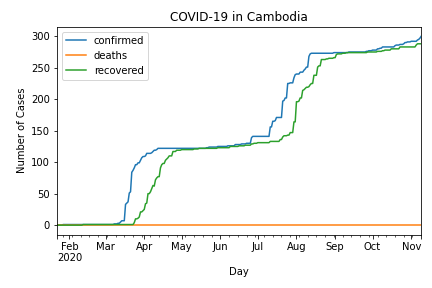 COVID-19 in Cambodia
confirmed
deaths
recovered
Number of Cases
300
250
200
150
100
50
0
Feb Mar Apr May Jun Jul Aug Sep Oct Nov
2020
Day